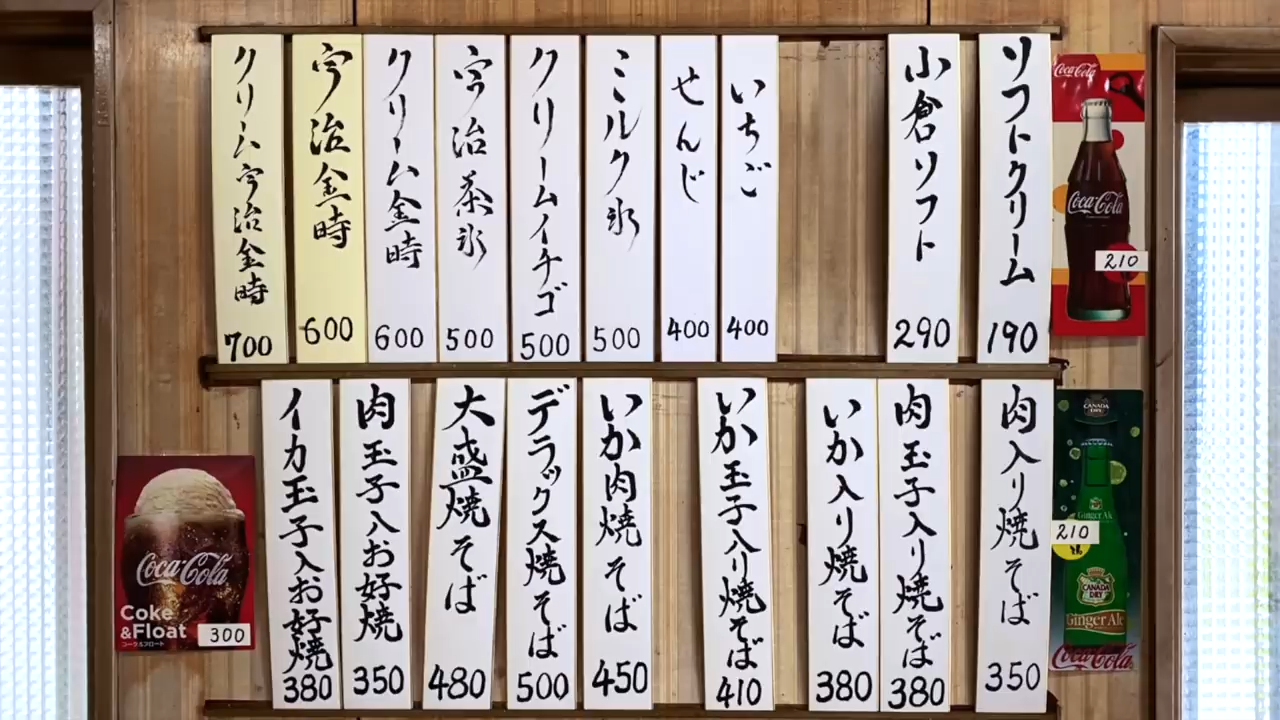 ソフトクリーム 190
小倉ソフト 290
いちご 400
せんじ 400
ミルク氷 500
クリームイチゴ 500
宇治茶氷 500
クリーム金時 600
宇治金時 600
クリーム宇治金時 700
肉入り焼そば 350
肉玉子入り焼そば 380
いか入り焼そば 380
いか玉子入り焼そば 410
いか肉焼そば 450
デラックス焼そば 500
大盛焼そば 480
肉玉子入お好焼 350
イカ玉子入お好焼 380
Coca-Cola
Coca-Cola
210
CANADA DRY
Ginger Ale
210
CANADA DRY
Ginger Ale
Coca-Cola
Coca-Cola
Coke
&Float
コーク&フロート
300